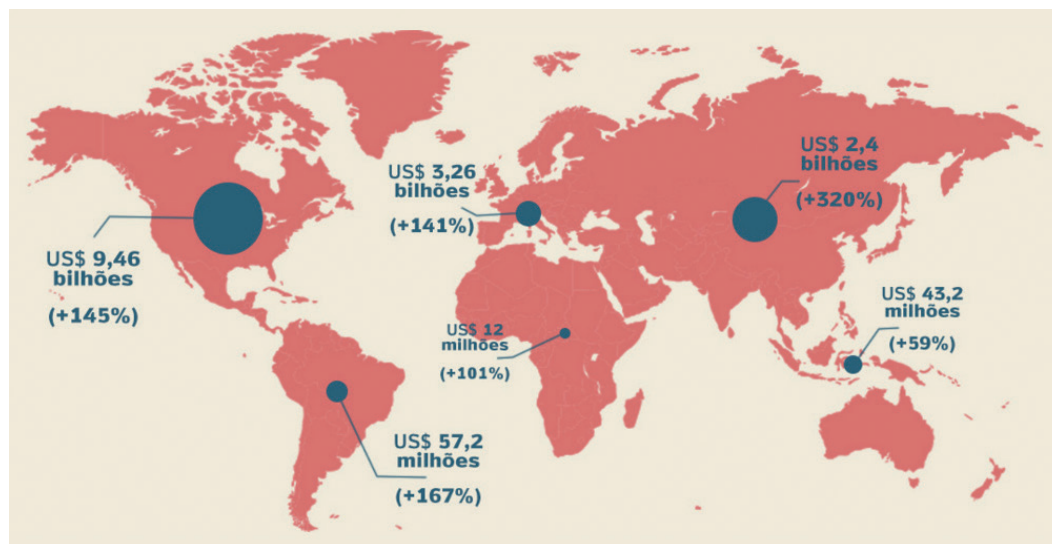 US$ 9,46
bilhões
(+145%)
US$ 3,26
bilhões
(+141%)
US$ 2,4
bilhões
(+320%)
US$ 12
milhões
(+101%)
US$ 43,2
milhões
(+59%)
US$ 57,2
milhões
(+167%)